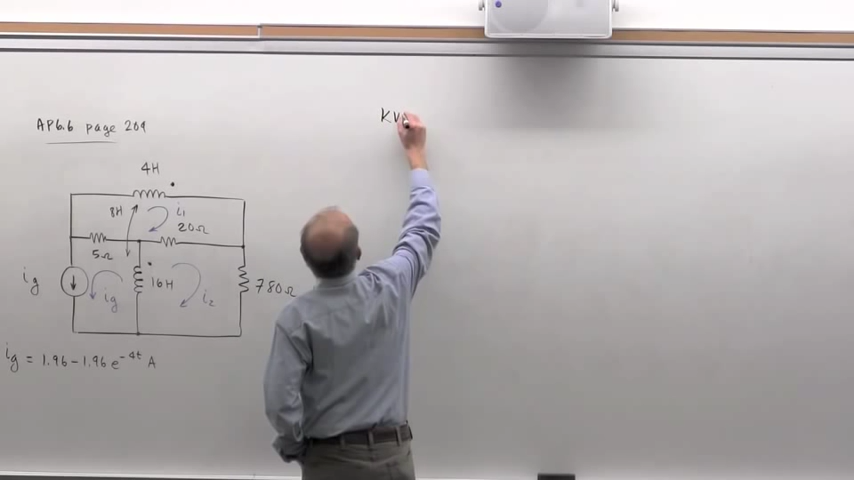 AP6.6 page 209
KV
4H
8H
i₁
20Ω
5Ω
ig
ig
16H
i₂
780Ω
ig = 1.96 - 1.96 e^-4t A